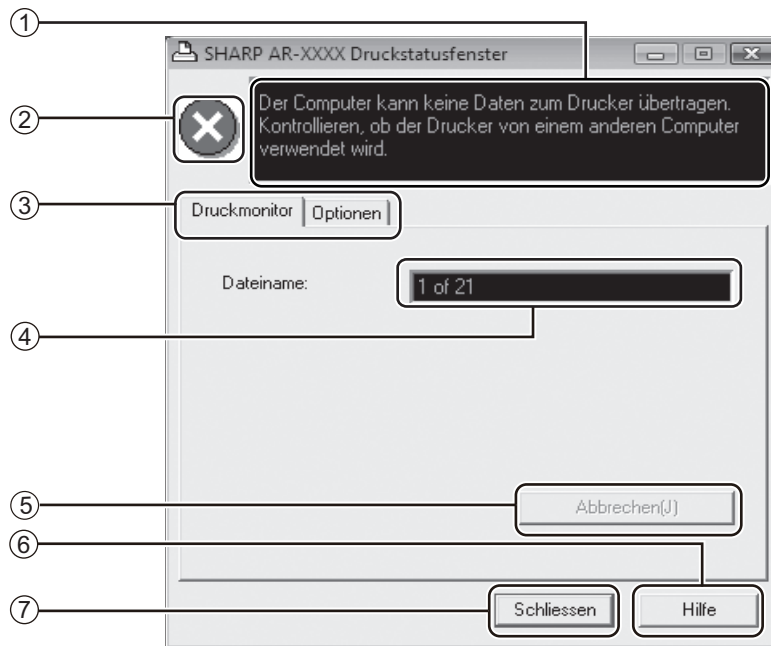 ①
SHARP AR-XXXX Druckstatusfenster
②
Der Computer kann keine Daten zum Drucker übertragen.
Kontrollieren, ob der Drucker von einem anderen Computer
verwendet wird.
③
Druckmonitor Optionen
Dateiname: 1 of 21
④
⑤
Abbrechen(J)
⑥
⑦
Schliessen Hilfe